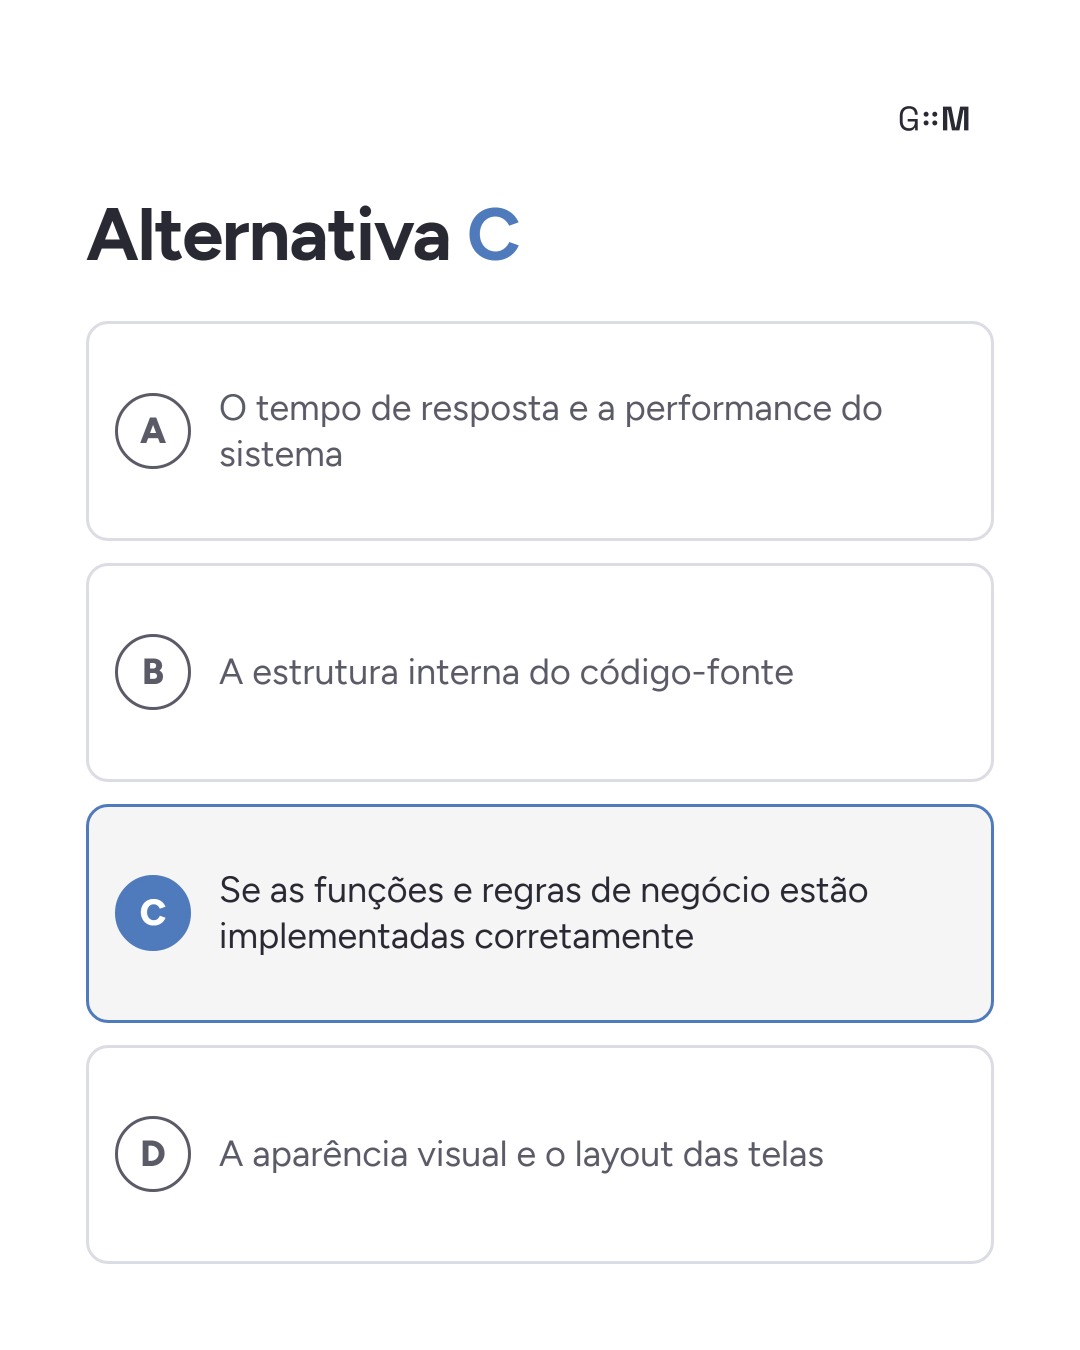 G::M
Alternativa C
A
O tempo de resposta e a performance do
sistema
B
A estrutura interna do código-fonte
C
Se as funções e regras de negócio estão
implementadas corretamente
D
A aparência visual e o layout das telas